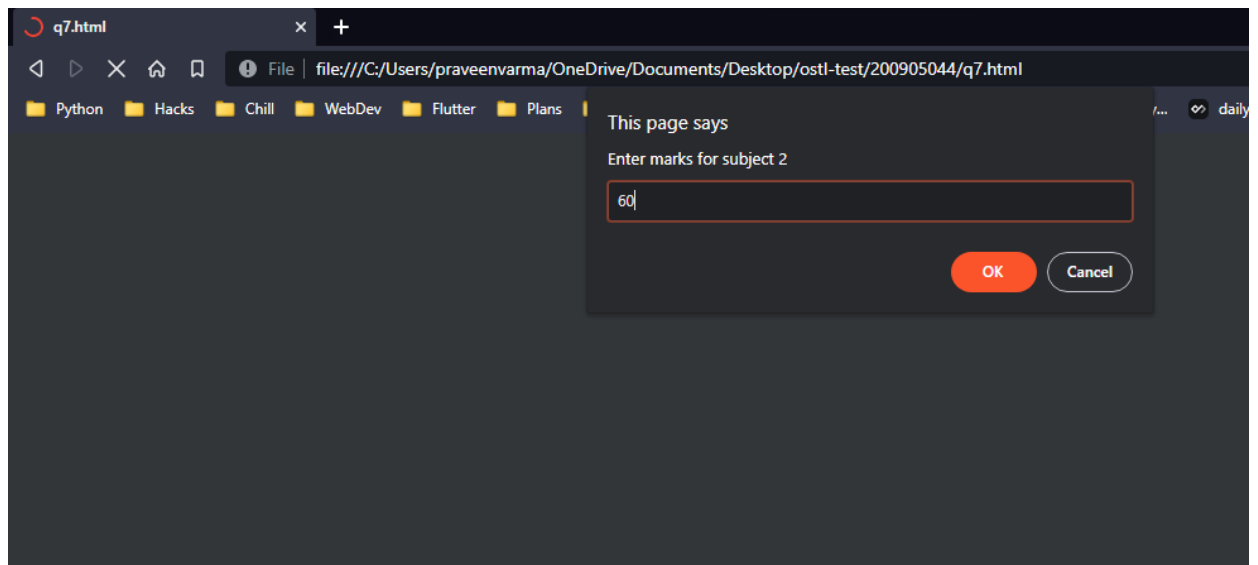 q7.html
File file:///C:/Users/praveenvarma/OneDrive/Documents/Desktop/ostl-test/200905044/q7.html
Python Hacks Chill WebDev Flutter Plans daily
This page says
Enter marks for subject 2
60
OK Cancel